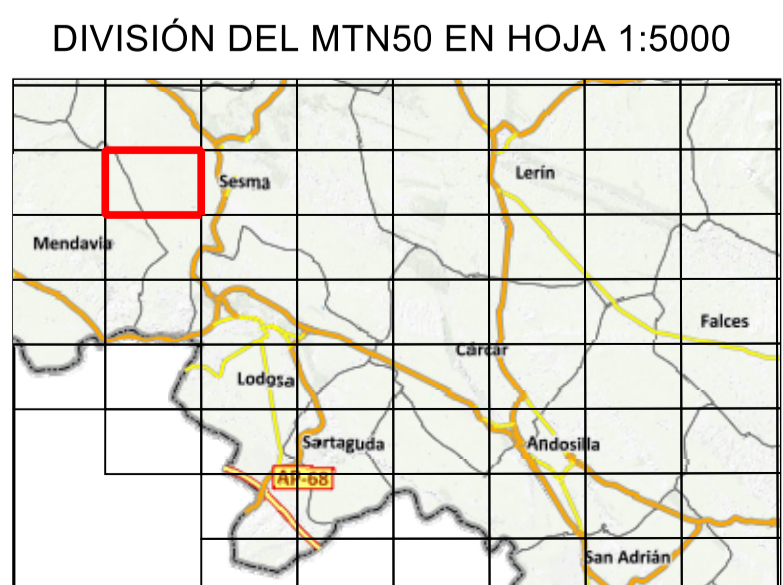 DIVISIÓN DEL MTN50 EN HOJA 1:5000
Lerín
Sesma
Mendavia
Falces
Cárcar
Lodosa
Sartaguda
Andosilla
AP-68
San Adrián